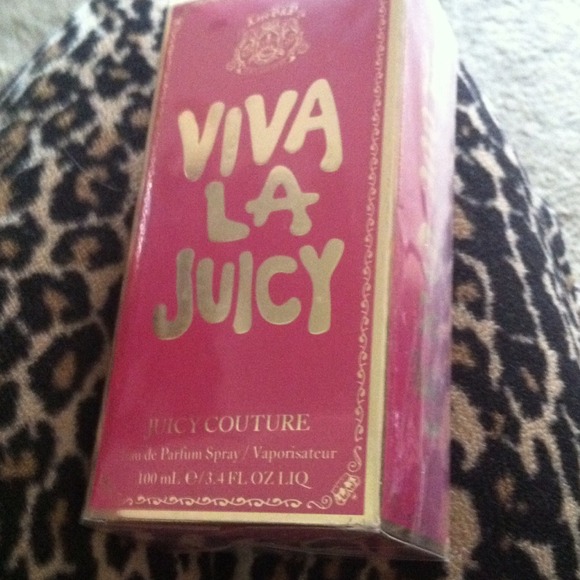 VIVA
LA
JUICY
JUICY COUTURE
de Parfum Spray / Vaporisateur
100 mL ℮/3.4 FL OZ LIQ